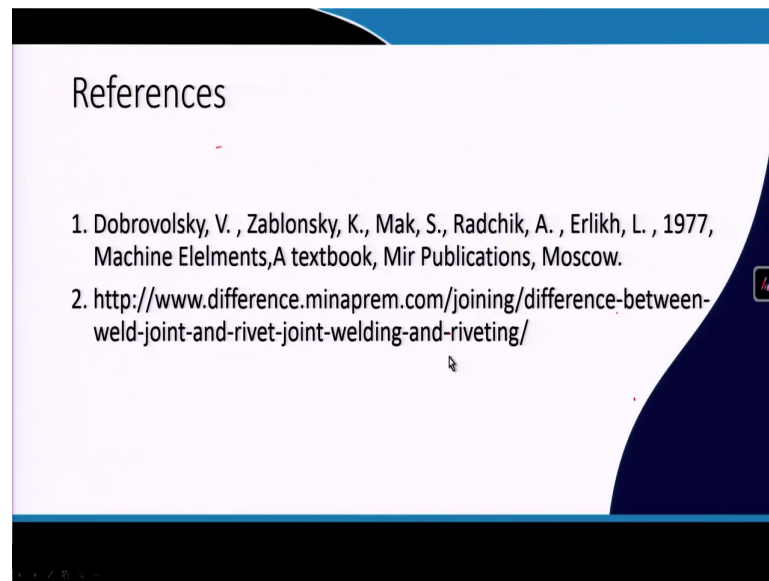 References
1. Dobrovolsky, V. , Zablonsky, K., Mak, S., Radchik, A. , Erlikh, L. , 1977,
Machine Elelments,A textbook, Mir Publications, Moscow.
2. http://www.difference.minaprem.com/joining/difference-between-
weld-joint-and-rivet-joint-welding-and-riveting/